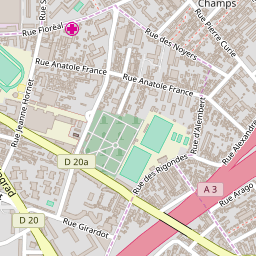 Champs
Rue Floréal
Rue des Noyers
Rue Pierre Curie
Rue Anatole France
Rue Anatole France
Rue Jeanne Hornet
Rue d'Alembert
Rue Alexandre
D 20a
Rue des Rigondes
A 3
Rue Arago
D 20
Rue Girardot